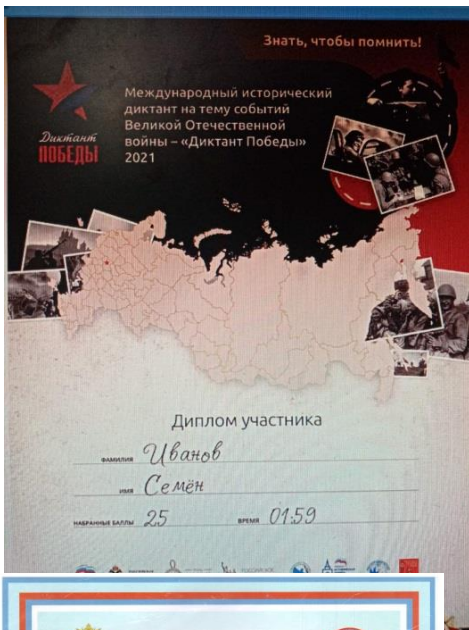 Знать, чтобы помнить!
Международный исторический
диктант на тему событий
Великой Отечественной
войны – «Диктант Победы»
2021
Диктант
ПОБЕДЫ
Диплом участника
ФАМИЛИЯ Иванов
ИМЯ Семён
НАБРАННЫЕ БАЛЛЫ 25 ВРЕМЯ 01:59